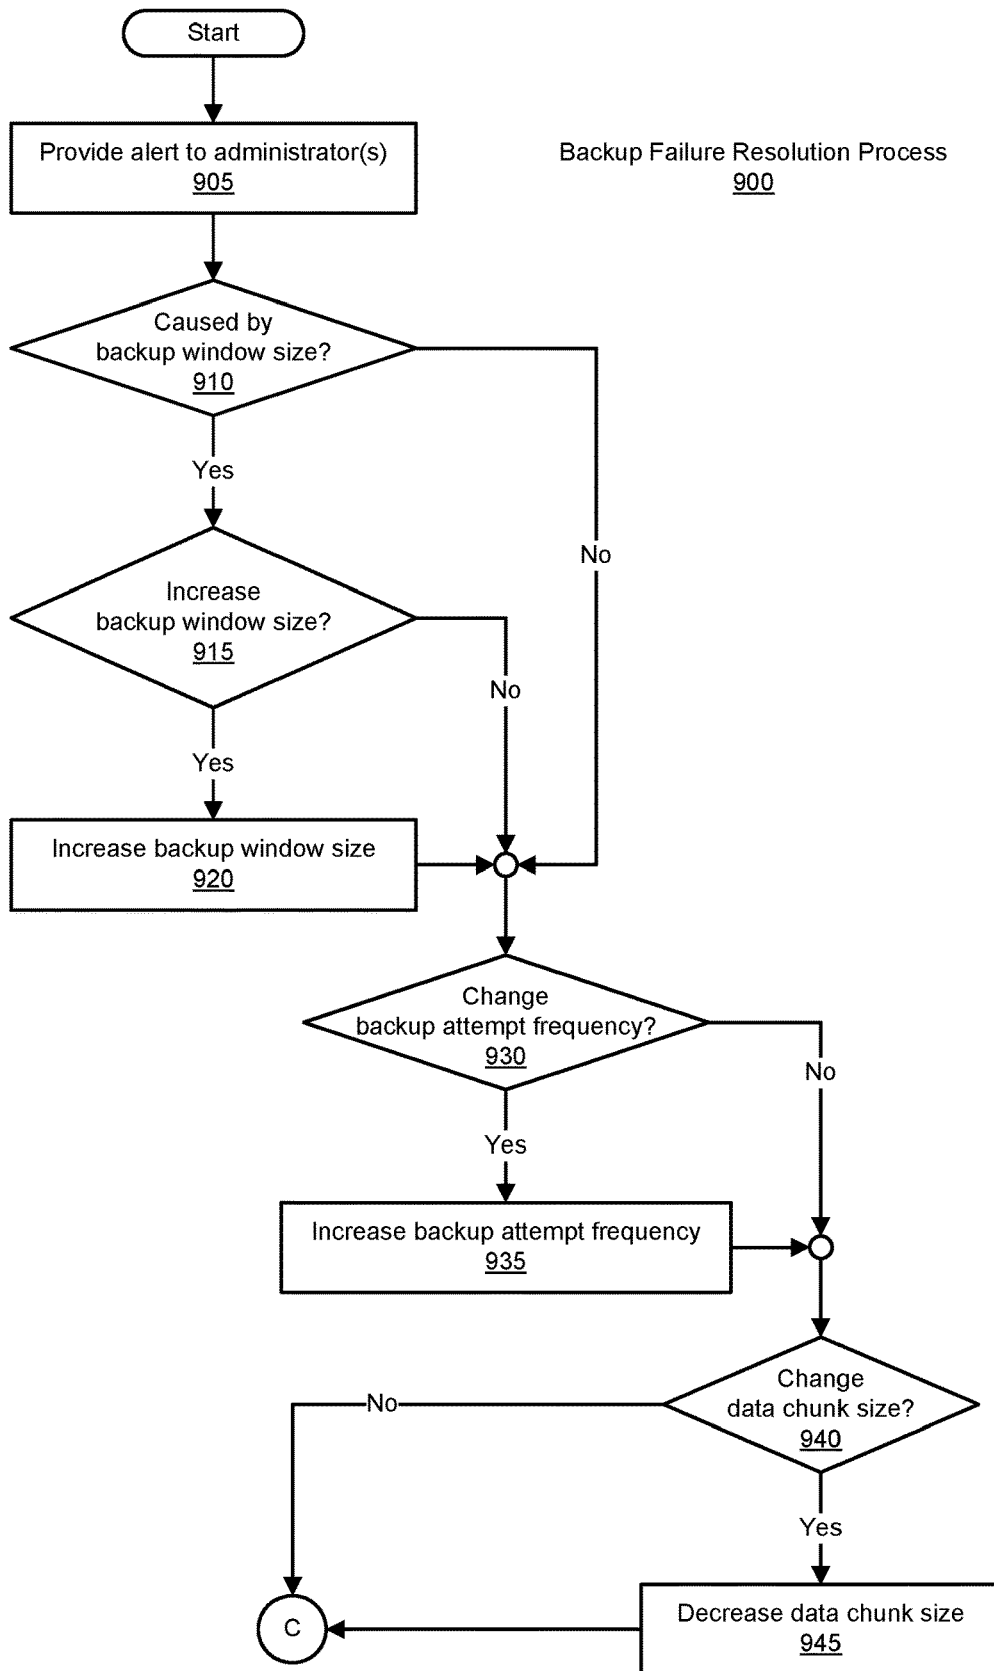 Start
Provide alert to administrator(s)
905
Backup Failure Resolution Process
900
Caused by
backup window size?
910
Yes
No
Increase
backup window size?
915
No
Yes
Increase backup window size
920
Change
backup attempt frequency?
930
No
Yes
Increase backup attempt frequency
935
Change
data chunk size?
940
No
Yes
Decrease data chunk size
945
C